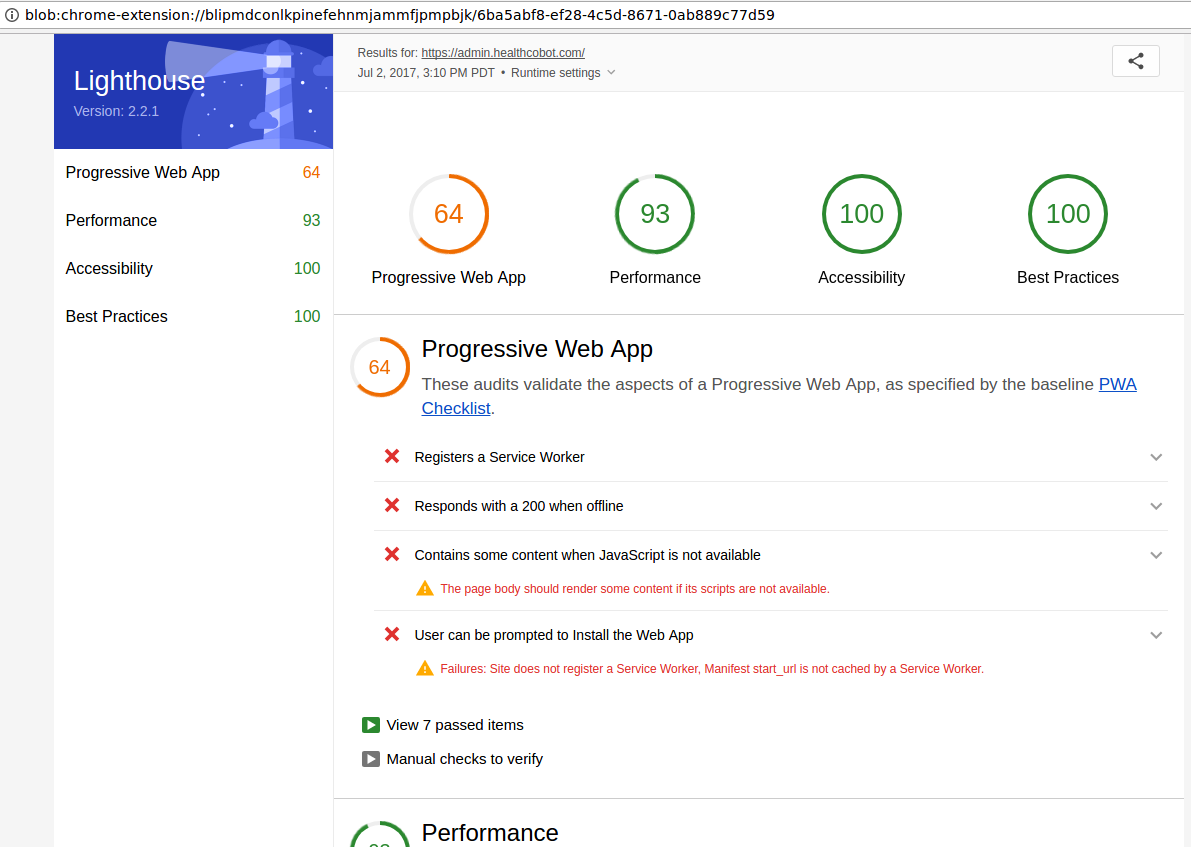 blob:chrome-extension://blipmdconlkpinefehnmjammfjpmpbjk/6ba5abf8-ef28-4c5d-8671-0ab889c77d59
Lighthouse
Version: 2.2.1
Progressive Web App 64
Performance 93
Accessibility 100
Best Practices 100
Results for: https://admin.healthcobot.com/
Jul 2, 2017, 3:10 PM PDT • Runtime settings
64 93 100 100
Progressive Web App Performance Accessibility Best Practices
64
Progressive Web App
These audits validate the aspects of a Progressive Web App, as specified by the baseline PWA
Checklist.
Registers a Service Worker
Responds with a 200 when offline
Contains some content when JavaScript is not available
The page body should render some content if its scripts are not available.
User can be prompted to Install the Web App
Failures: Site does not register a Service Worker, Manifest start_url is not cached by a Service Worker.
View 7 passed items
Manual checks to verify
Performance